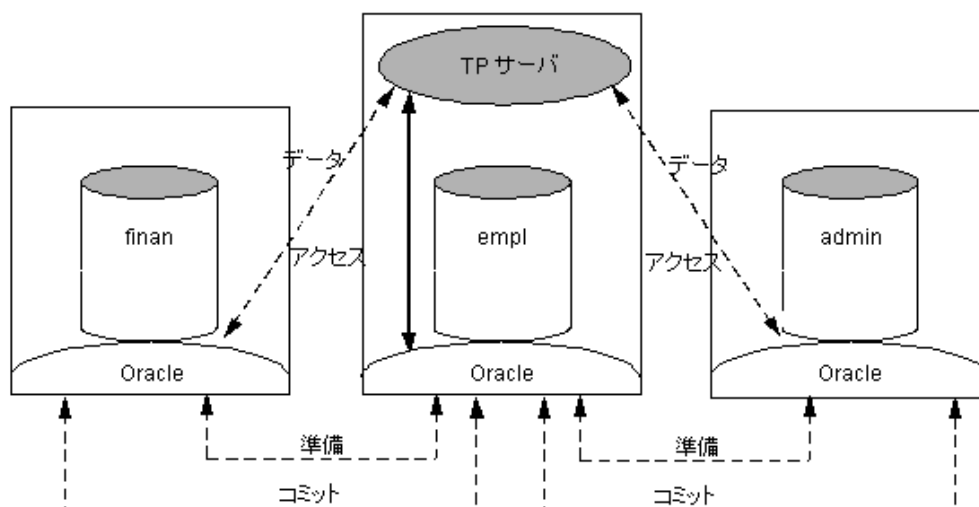 TP サーバ
データ
データ
finan
empl
admin
アクセス
アクセス
Oracle
Oracle
Oracle
準備
準備
コミット
コミット